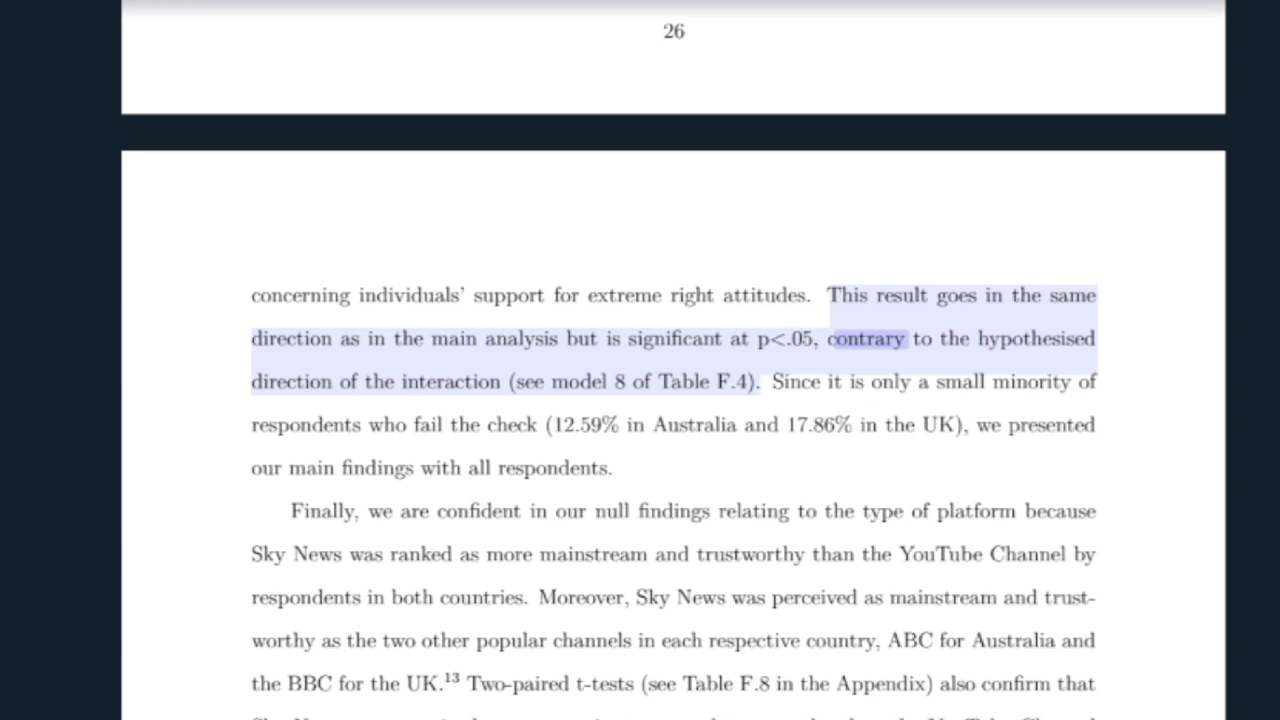 26
concerning individuals' support for extreme right attitudes. This result goes in the same
direction as in the main analysis but is significant at p<.05, contrary to the hypothesised
direction of the interaction (see model 8 of Table F.4). Since it is only a small minority of
respondents who fail the check (12.59% in Australia and 17.86% in the UK), we presented
our main findings with all respondents.
Finally, we are confident in our null findings relating to the type of platform because
Sky News was ranked as more mainstream and trustworthy than the YouTube Channel by
respondents in both countries. Moreover, Sky News was perceived as mainstream and trust-
worthy as the two other popular channels in each respective country, ABC for Australia and
the BBC for the UK.¹³ Two-paired t-tests (see Table F.8 in the Appendix) also confirm that